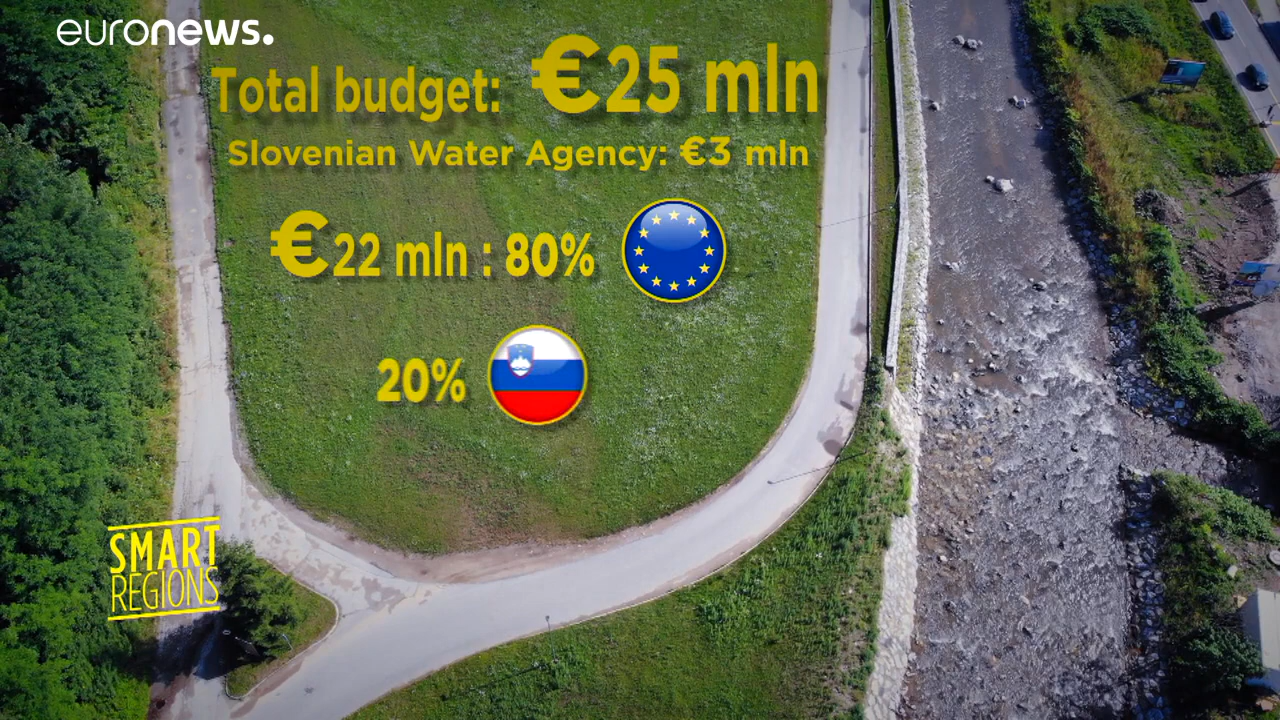 euronews.
Total budget: €25 mln
Slovenian Water Agency: €3 mln
€22 mln : 80%
20%
SMART
REGIONS